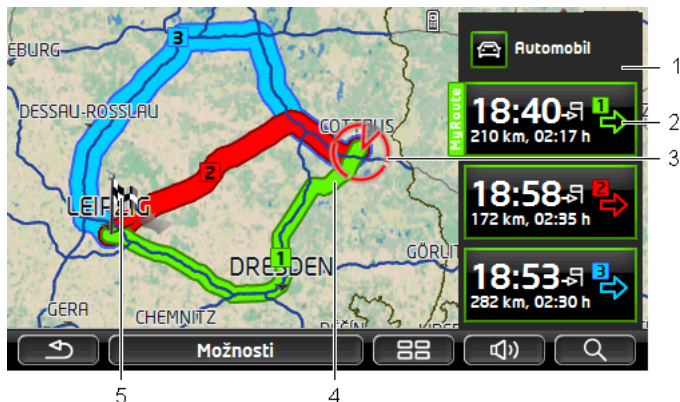 EBURG
3
Automobil
1
DESSAU-ROSSLAU
COTTBUS
MyRoute
18:40
1
210 km, 02:17 h
2
3
2
18:58
2
172 km, 02:35 h
LEIPZIG
1
DRESDEN
GÖRLIT
18:53
3
282 km, 02:30 h
GERA
CHEMNITZ
DĚČÍN
Možnosti
5
4